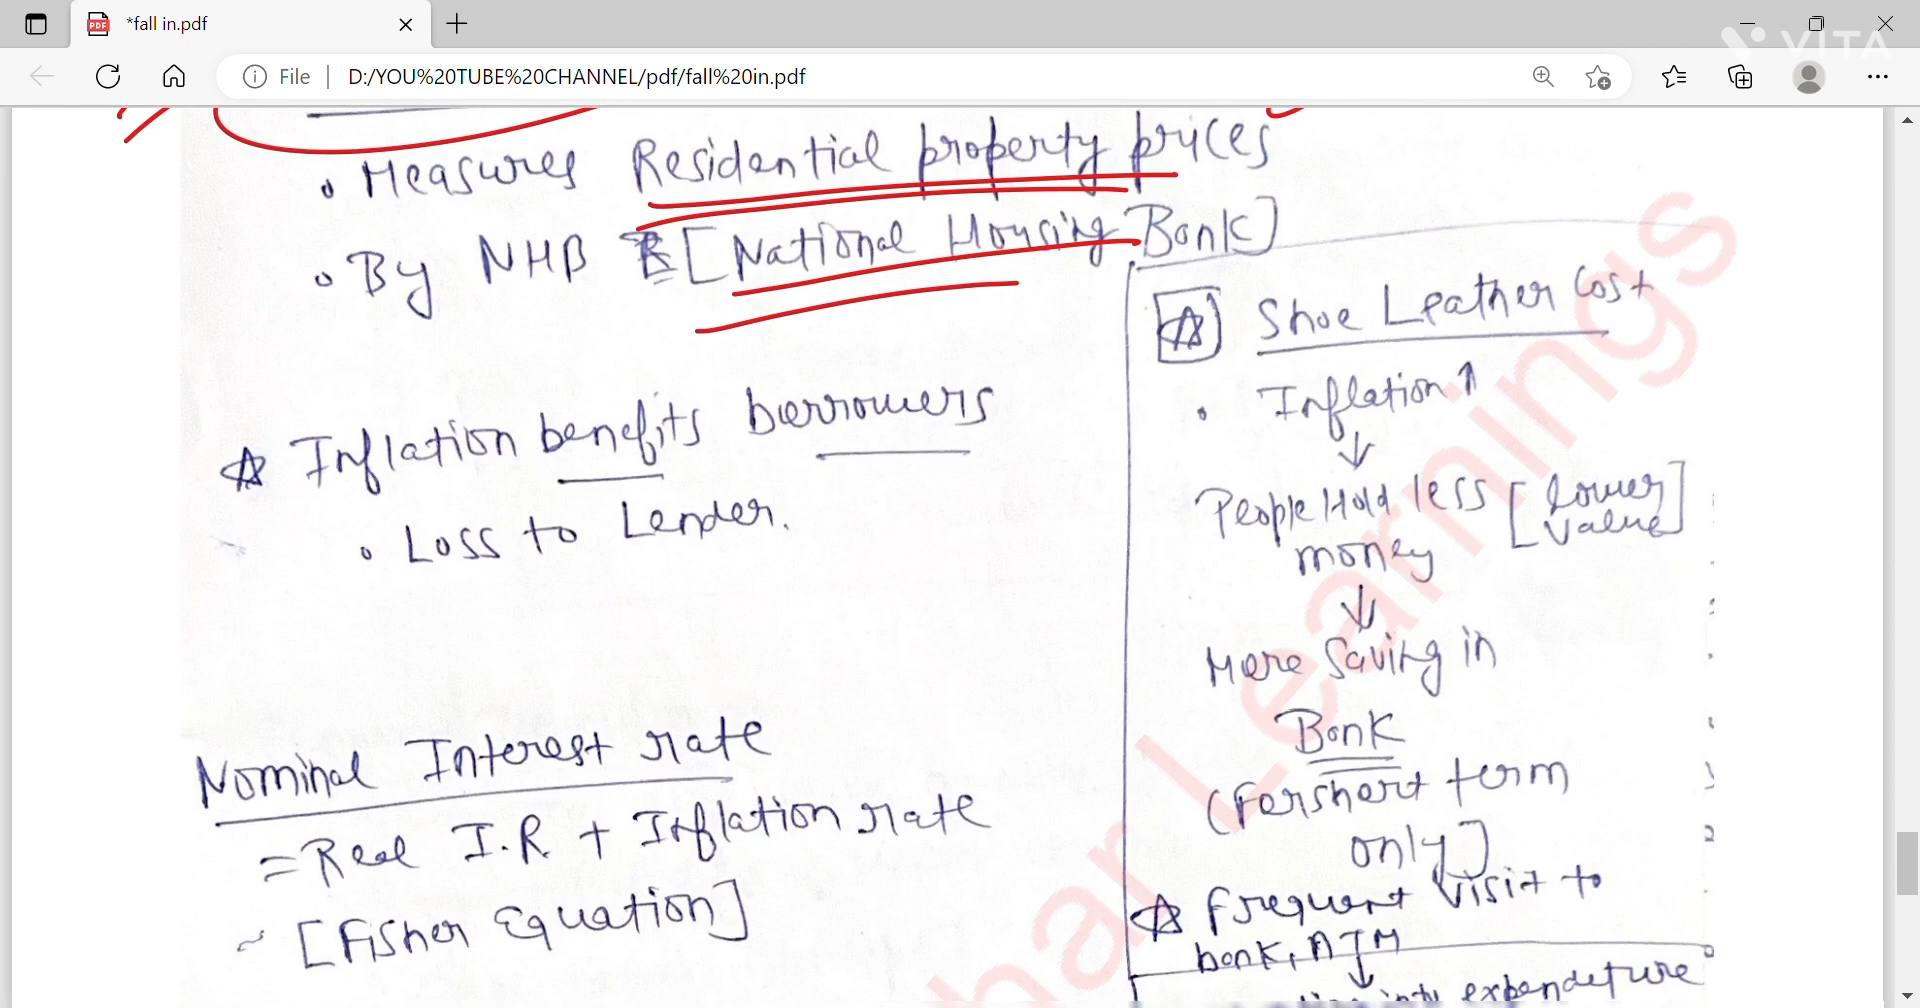 *fall in.pdf
VITA
File
D:/YOU%20TUBE%20CHANNEL/pdf/fall%20in.pdf
• Measures Residential property prices
• By NHB [National Housing Bank]
Inflation benefits borrowers
• Loss to Lender.
Nominal Interest rate
= Real I.R + Inflation rate
[Fisher Equation]
Shoe Leather Cost
• Inflation ↑
↓
People Hold less [lower
value]
money
↓
More Saving in
Bank
(For short term
only]
frequent visit to
bank, ATM
↓
expendeture
Learnings